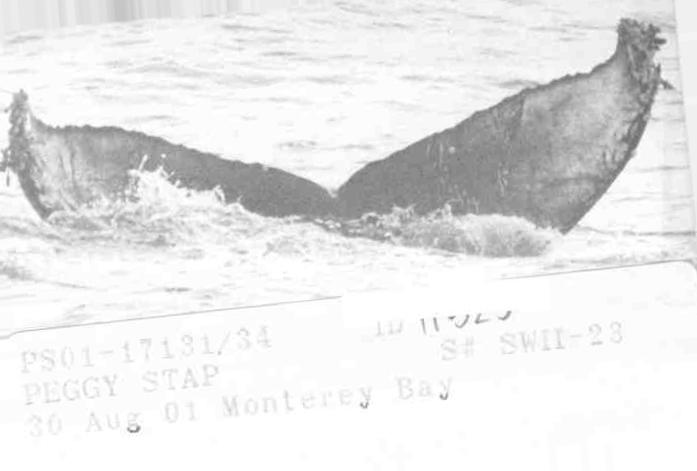 PS01-17131/34
ID
S# SWII-23
PEGGY STAP
30 Aug 01 Monterey Bay